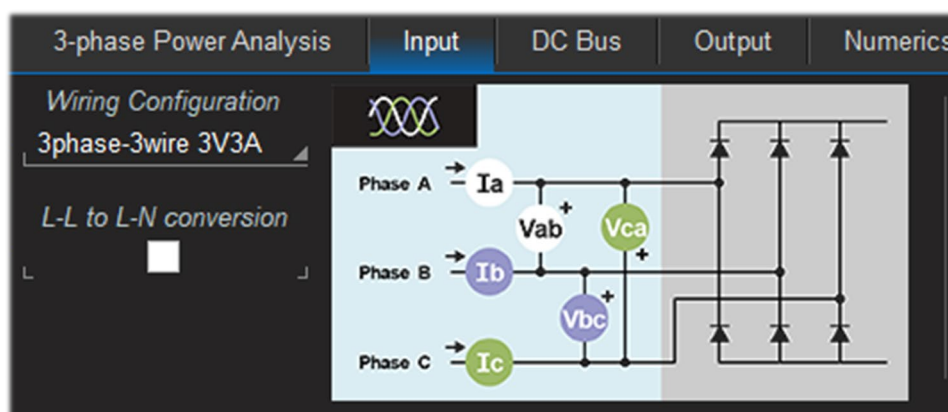 3-phase Power Analysis Input DC Bus Output Numerics
Wiring Configuration
3phase-3wire 3V3A
L-L to L-N conversion
Phase A Ia
Vab + Vca +
Phase B Ib
Vbc +
Phase C Ic